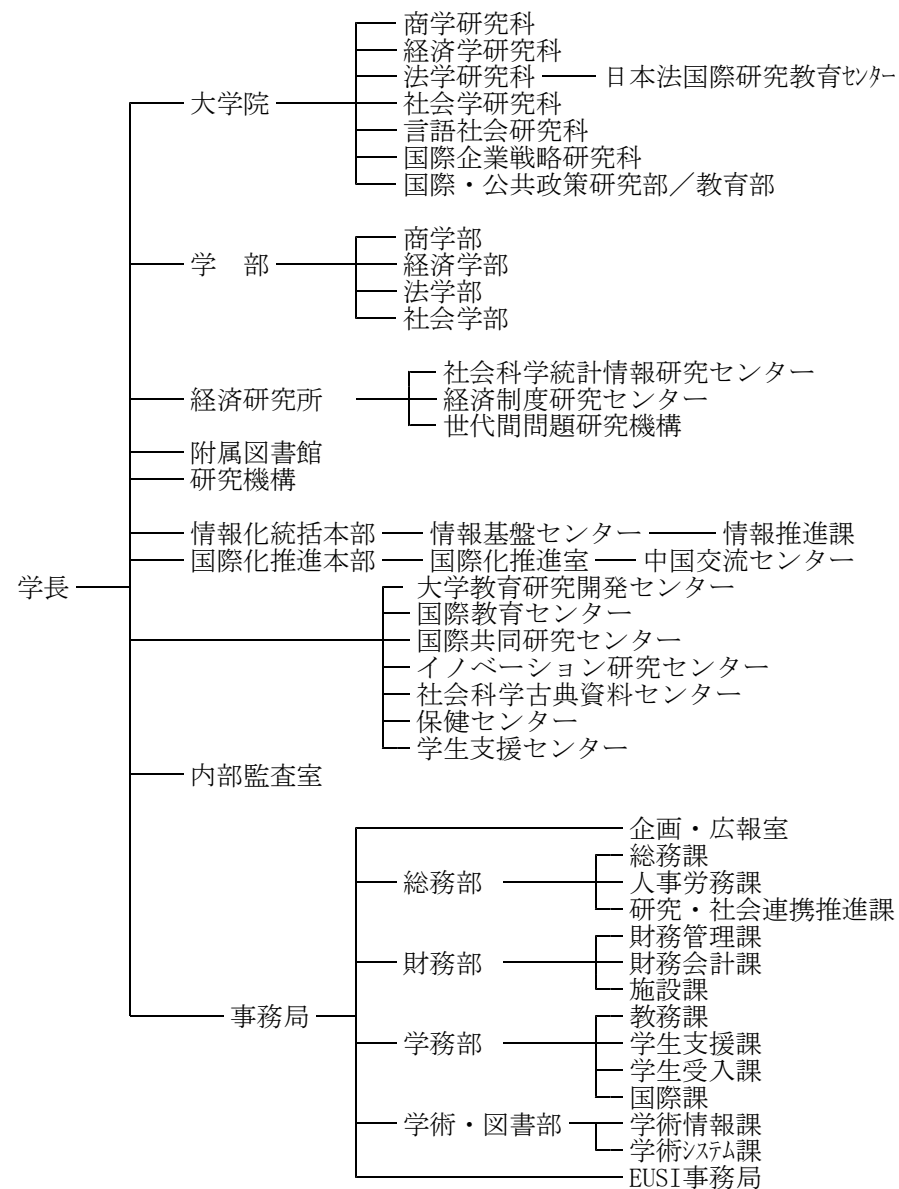 商学研究科
経済学研究科
法学研究科 日本法国際研究教育ｾﾝﾀｰ
大学院 社会学研究科
言語社会研究科
国際企業戦略研究科
国際・公共政策研究部／教育部
商学部
学　部 経済学部
法学部
社会学部
社会科学統計情報研究センター
経済研究所 経済制度研究センター
世代間問題研究機構
附属図書館
研究機構
情報化統括本部 情報基盤センター 情報推進課
国際化推進本部 国際化推進室 中国交流センター
学長 大学教育研究開発センター
国際教育センター
国際共同研究センター
イノベーション研究センター
社会科学古典資料センター
保健センター
学生支援センター
内部監査室
企画・広報室
総務課
総務部 人事労務課
研究・社会連携推進課
財務管理課
財務部 財務会計課
施設課
事務局 教務課
学務部 学生支援課
学生受入課
国際課
学術・図書部 学術情報課
学術ｼｽﾃﾑ課
EUSI事務局